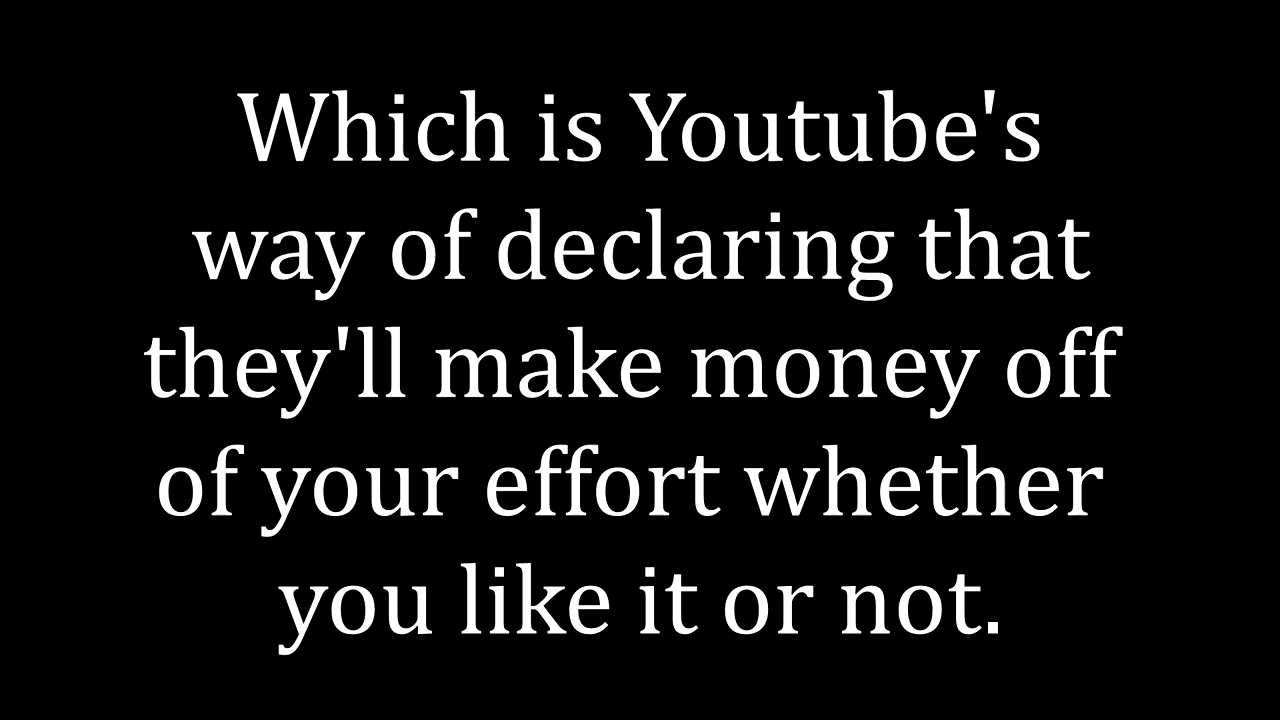 Which is Youtube's
way of declaring that
they'll make money off
of your effort whether
you like it or not.